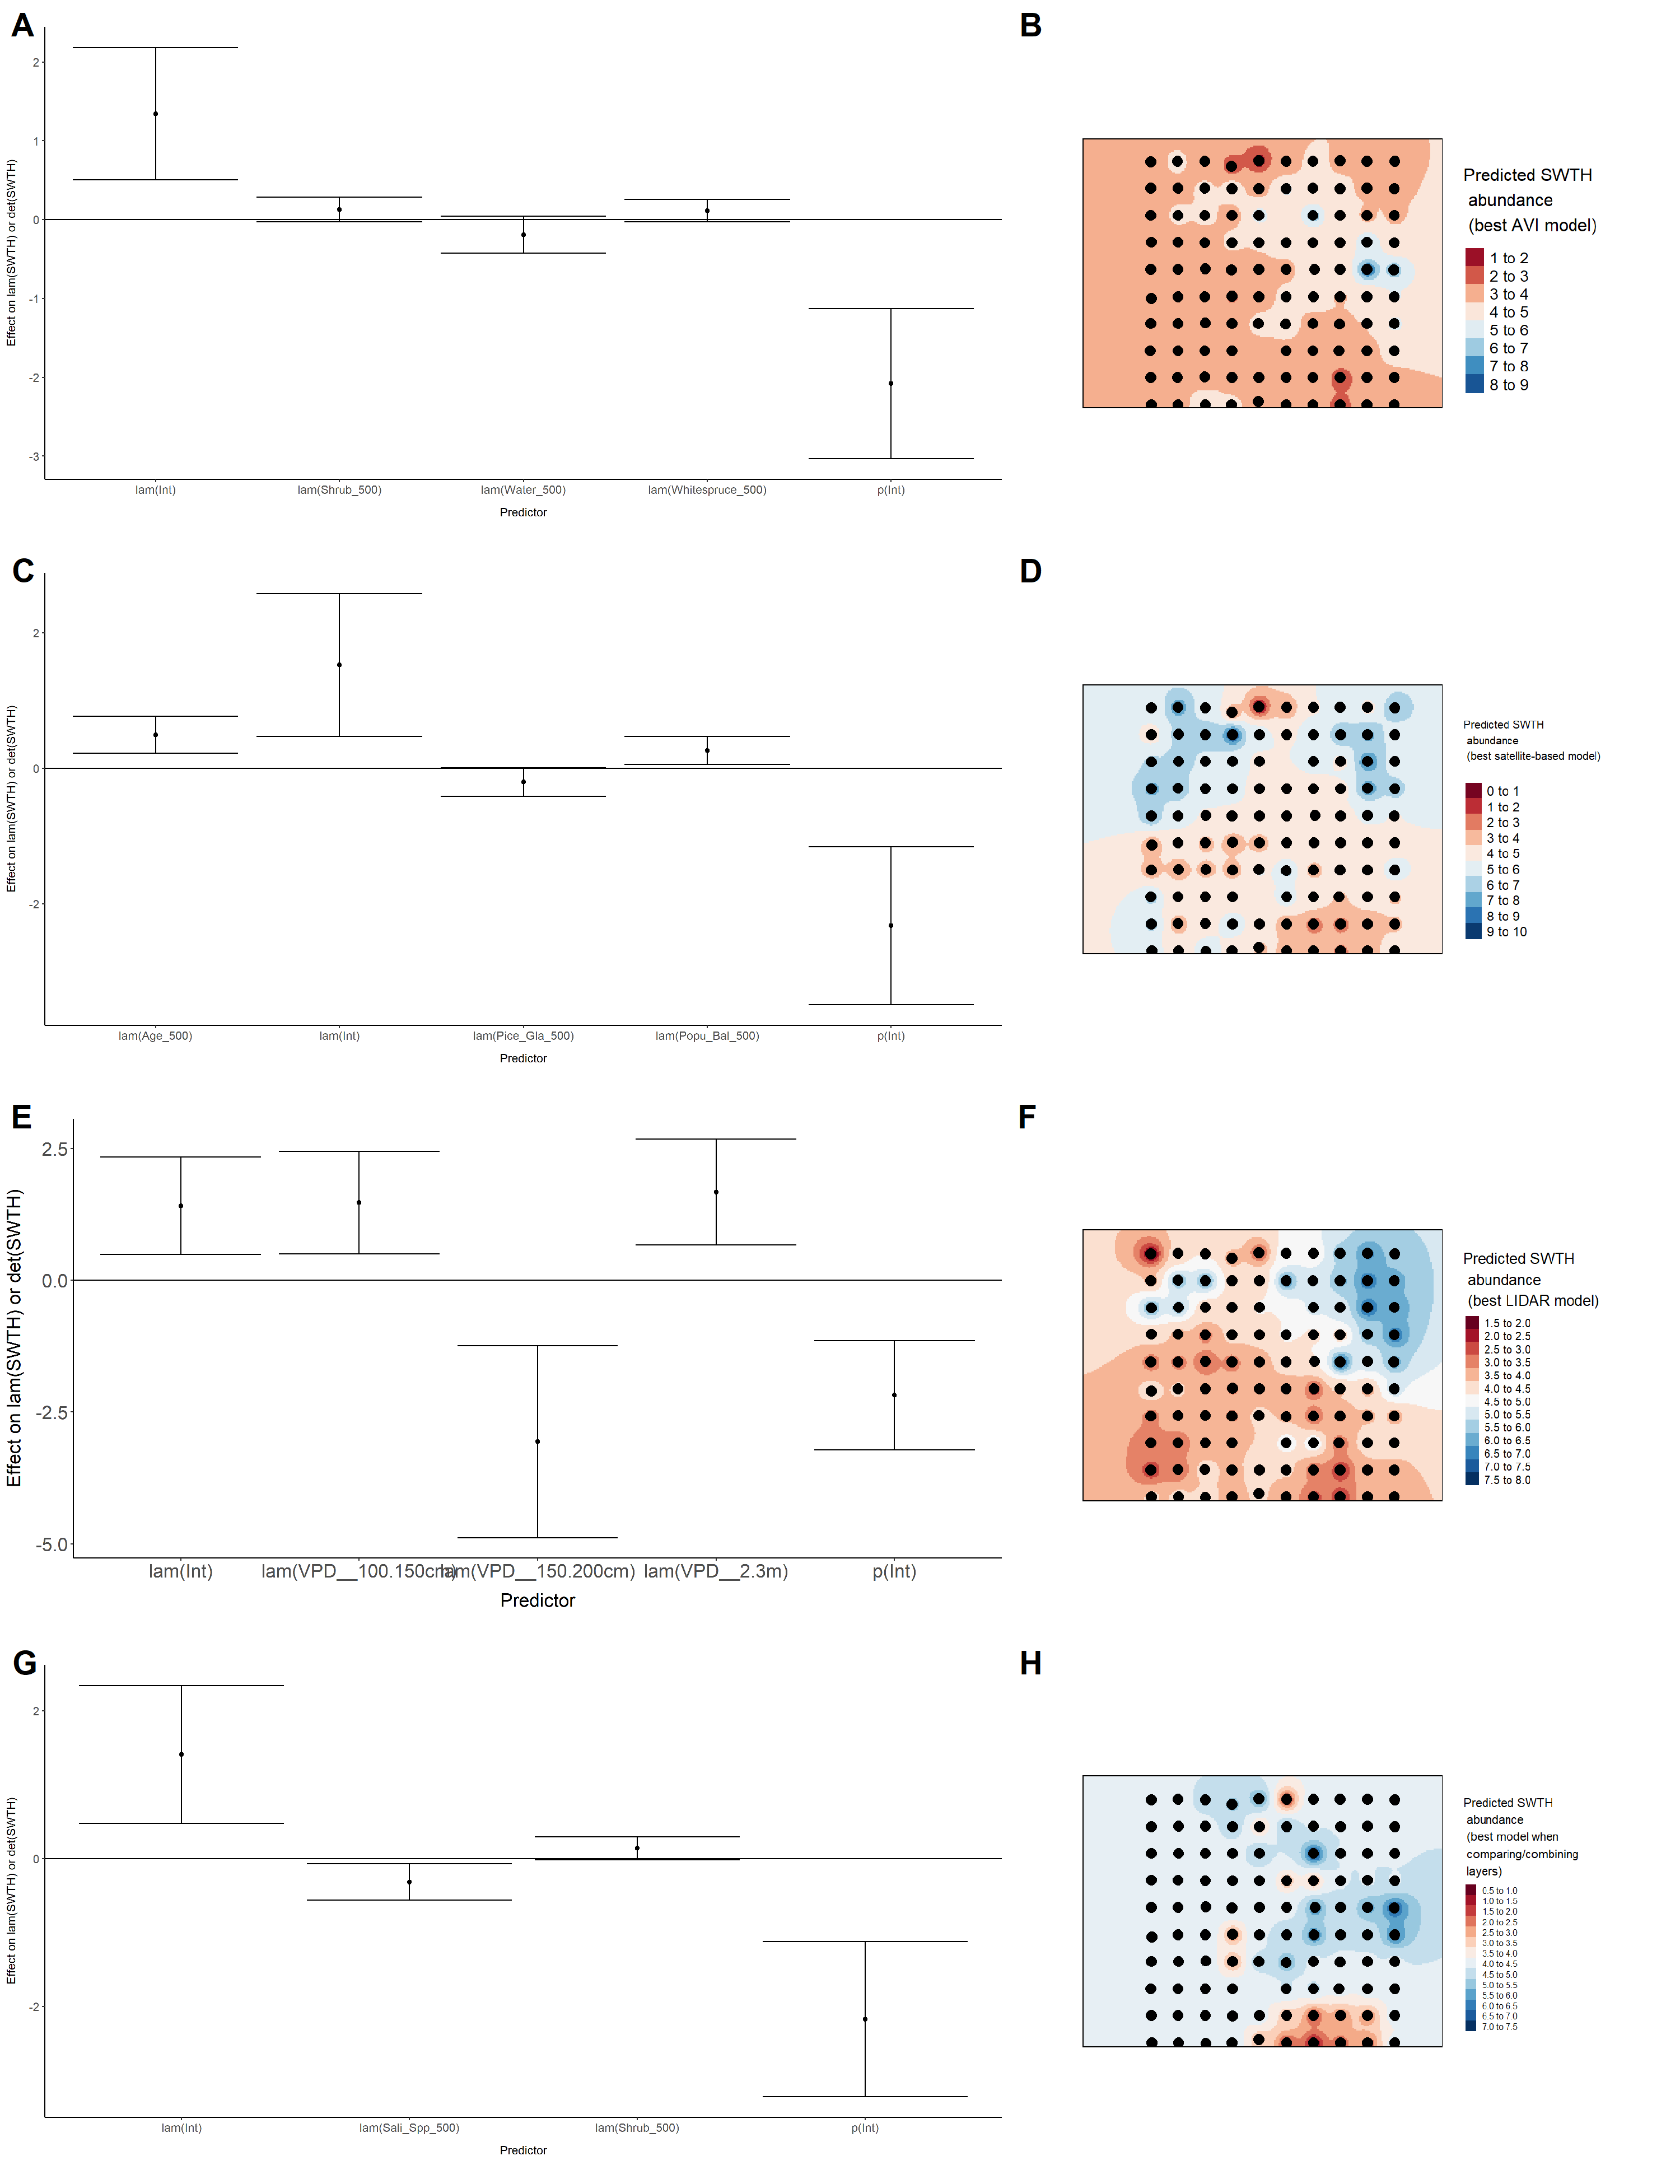 A
B
2
1
0
-1
-2
-3
Effect on lam(SWTH) or det(SWTH)
lam(Int)
lam(Shrub_500)
lam(Water_500)
lam(Whitespruce_500)
p(Int)
Predictor
Predicted SWTH
abundance
(best AVI model)
1 to 2
2 to 3
3 to 4
4 to 5
5 to 6
6 to 7
7 to 8
8 to 9
C
D
2
0
-2
Effect on lam(SWTH) or det(SWTH)
lam(Age_500)
lam(Int)
lam(Pice_Gla_500)
lam(Popu_Bal_500)
p(Int)
Predictor
Predicted SWTH
abundance
(best satellite-based model)
0 to 1
1 to 2
2 to 3
3 to 4
4 to 5
5 to 6
6 to 7
7 to 8
8 to 9
9 to 10
E
F
2.5
0.0
-2.5
-5.0
Effect on lam(SWTH) or det(SWTH)
lam(Int)
lam(VPD__100.150cm)
lam(VPD__150.200cm)
lam(VPD__2.3m)
p(Int)
Predictor
Predicted SWTH
abundance
(best LIDAR model)
1.5 to 2.0
2.0 to 2.5
2.5 to 3.0
3.0 to 3.5
3.5 to 4.0
4.0 to 4.5
4.5 to 5.0
5.0 to 5.5
5.5 to 6.0
6.0 to 6.5
6.5 to 7.0
7.0 to 7.5
7.5 to 8.0
G
H
2
0
-2
Effect on lam(SWTH) or det(SWTH)
lam(Int)
lam(Sali_Spp_500)
lam(Shrub_500)
p(Int)
Predictor
Predicted SWTH
abundance
(best model when
comparing/combining
layers)
0.5 to 1.0
1.0 to 1.5
1.5 to 2.0
2.0 to 2.5
2.5 to 3.0
3.0 to 3.5
3.5 to 4.0
4.0 to 4.5
4.5 to 5.0
5.0 to 5.5
5.5 to 6.0
6.0 to 6.5
6.5 to 7.0
7.0 to 7.5